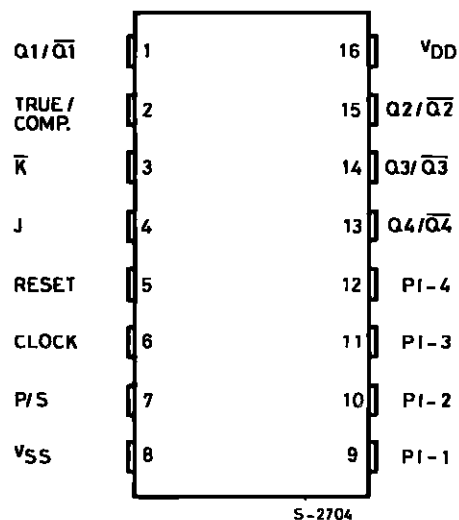 Q1/Q̅1̅ 1 16 VDD
TRUE/
COMP. 2 15 Q2/Q̅2̅
K̅ 3 14 Q3/Q̅3̅
J 4 13 Q4/Q̅4̅
RESET 5 12 PI-4
CLOCK 6 11 PI-3
P/S 7 10 PI-2
VSS 8 9 PI-1
S-2704